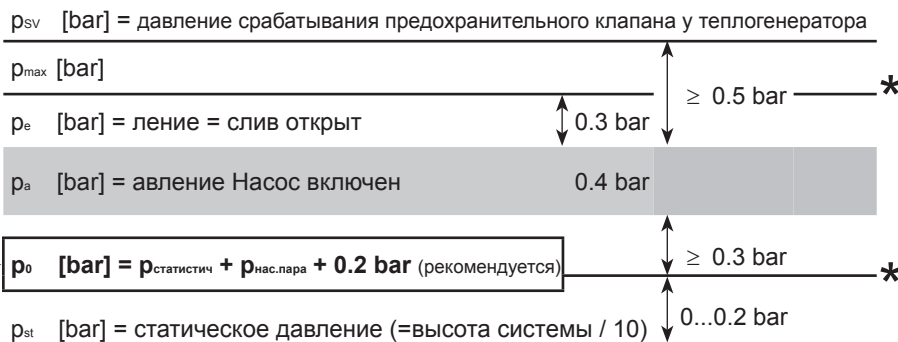 psv [bar] = давление срабатывания предохранительного клапана у теплогенератора
pmax [bar]
≥ 0.5 bar *
pe [bar] = ление = слив открыт 0.3 bar
pa [bar] = авление Насос включен 0.4 bar
p0 [bar] = pстатистич + pнас.пара + 0.2 bar (рекомендуется) ≥ 0.3 bar *
pst [bar] = статическое давление (=высота системы / 10) 0...0.2 bar